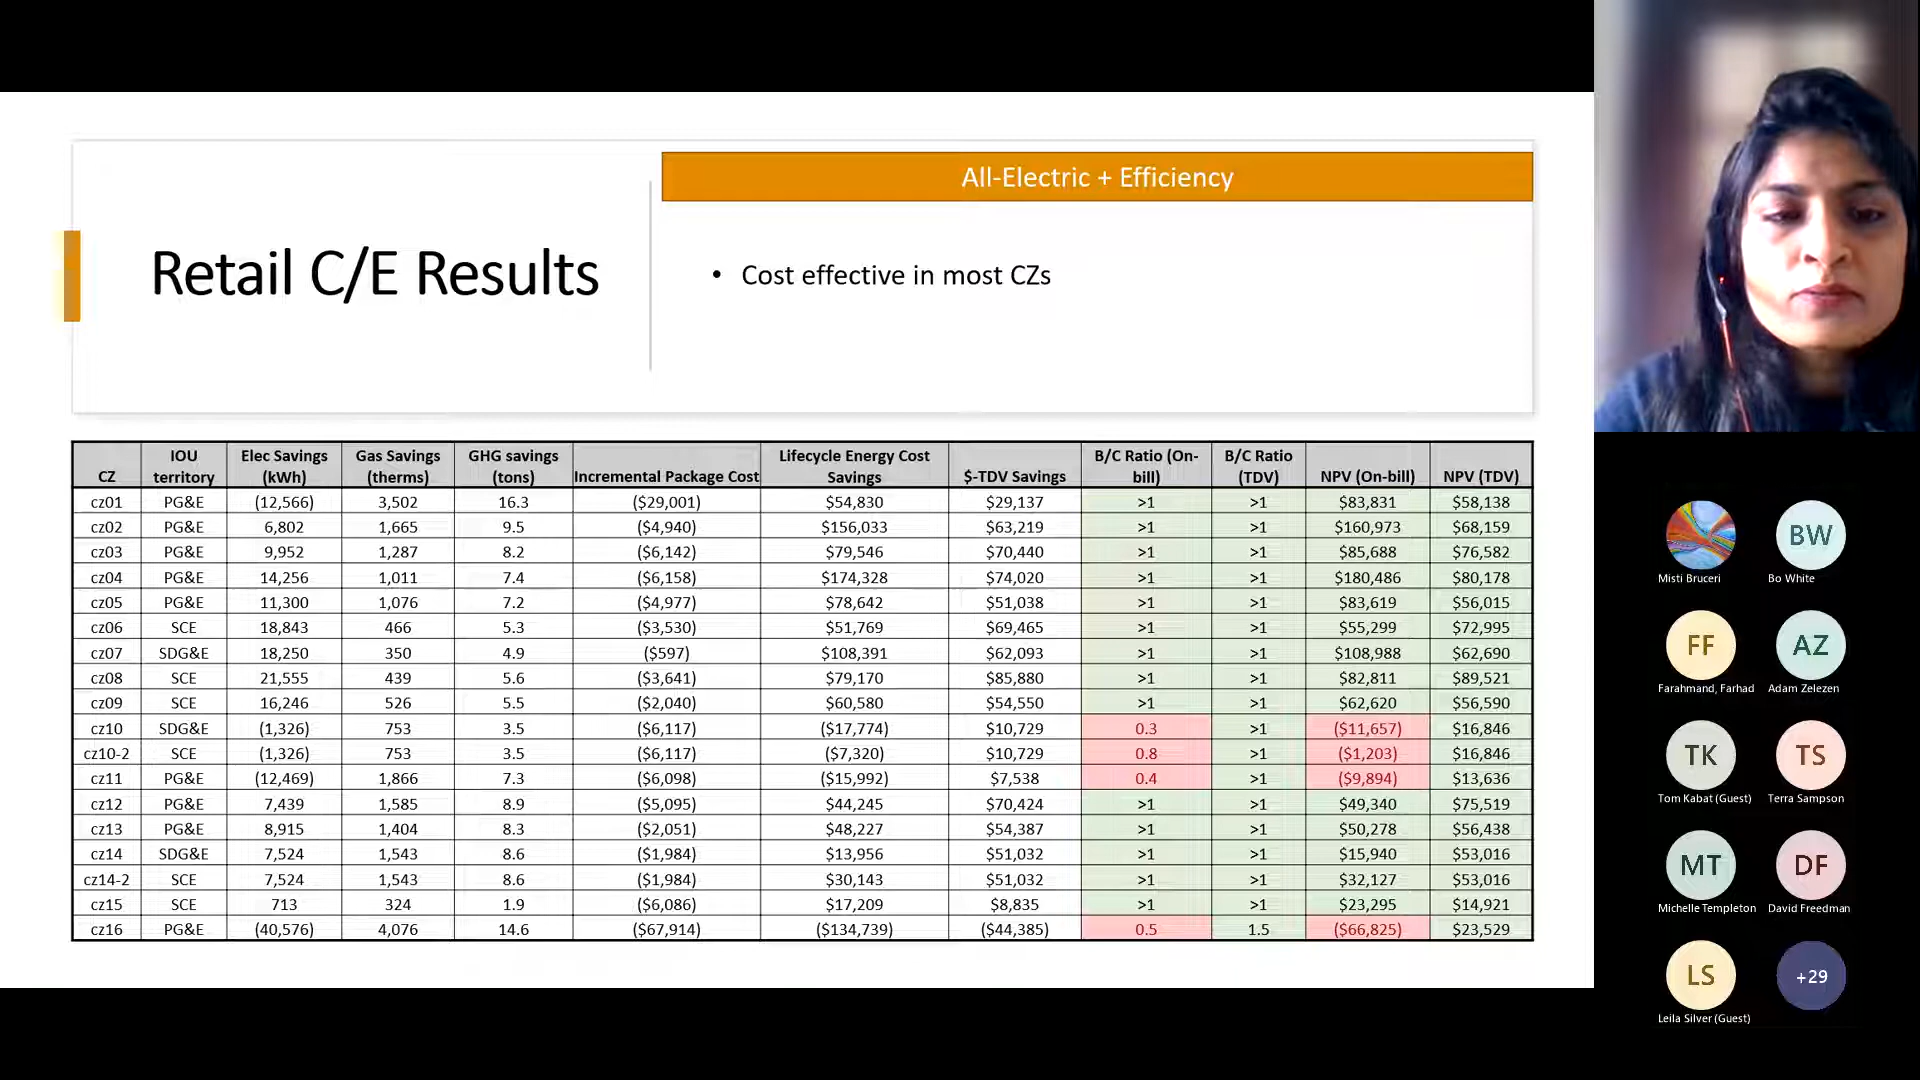 All-Electric + Efficiency
Retail C/E Results
• Cost effective in most CZs
CZ IOU territory Elec Savings (kWh) Gas Savings (therms) GHG savings (tons) Incremental Package Cost Lifecycle Energy Cost Savings $-TDV Savings B/C Ratio (On-bill) B/C Ratio (TDV) NPV (On-bill) NPV (TDV)
cz01 PG&E (12,566) 3,502 16.3 ($29,001) $54,830 $29,137 >1 >1 $83,831 $58,138
cz02 PG&E 6,802 1,665 9.5 ($4,940) $156,033 $63,219 >1 >1 $160,973 $68,159
cz03 PG&E 9,952 1,287 8.2 ($6,142) $79,546 $70,440 >1 >1 $85,688 $76,582
cz04 PG&E 14,256 1,011 7.4 ($6,158) $174,328 $74,020 >1 >1 $180,486 $80,178
cz05 PG&E 11,300 1,076 7.2 ($4,977) $78,642 $51,038 >1 >1 $83,619 $56,015
cz06 SCE 18,843 466 5.3 ($3,530) $51,769 $69,465 >1 >1 $55,299 $72,995
cz07 SDG&E 18,250 350 4.9 ($597) $108,391 $62,093 >1 >1 $108,988 $62,690
cz08 SCE 21,555 439 5.6 ($3,641) $79,170 $85,880 >1 >1 $82,811 $89,521
cz09 SCE 16,246 526 5.5 ($2,040) $60,580 $54,550 >1 >1 $62,620 $56,590
cz10 SDG&E (1,326) 753 3.5 ($6,117) ($17,774) $10,729 0.3 >1 ($11,657) $16,846
cz10-2 SCE (1,326) 753 3.5 ($6,117) ($7,320) $10,729 0.8 >1 ($1,203) $16,846
cz11 PG&E (12,469) 1,866 7.3 ($6,098) ($15,992) $7,538 0.4 >1 ($9,894) $13,636
cz12 PG&E 7,439 1,585 8.9 ($5,095) $44,245 $70,424 >1 >1 $49,340 $75,519
cz13 PG&E 8,915 1,404 8.3 ($2,051) $48,227 $54,387 >1 >1 $50,278 $56,438
cz14 SDG&E 7,524 1,543 8.6 ($1,984) $13,956 $51,032 >1 >1 $15,940 $53,016
cz14-2 SCE 7,524 1,543 8.6 ($1,984) $30,143 $51,032 >1 >1 $32,127 $53,016
cz15 SCE 713 324 1.9 ($6,086) $17,209 $8,835 >1 >1 $23,295 $14,921
cz16 PG&E (40,576) 4,076 14.6 ($67,914) ($134,739) ($44,385) 0.5 1.5 ($66,825) $23,529
BW
Misti Bruceri Bo White
FF AZ
Farahmand, Farhad Adam Zelezen
TK TS
Tom Kabat (Guest) Terra Sampson
MT DF
Michelle Templeton David Freedman
LS +29
Leila Silver (Guest)